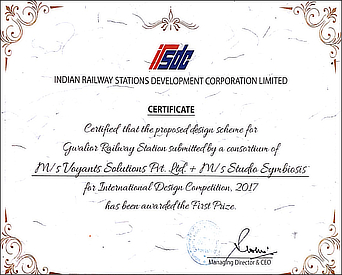 irsdc
INDIAN RAILWAY STATIONS DEVELOPMENT CORPORATION LIMITED
CERTIFICATE
Certified that the proposed design scheme for
Gwalior Railway Station submitted by a consortium of
M/s Voyants Solutions Pvt. Ltd. + M/s Studio Symbiosis
for International Design Competition, 2017
has been awarded the First Prize.
Managing Director & CEO